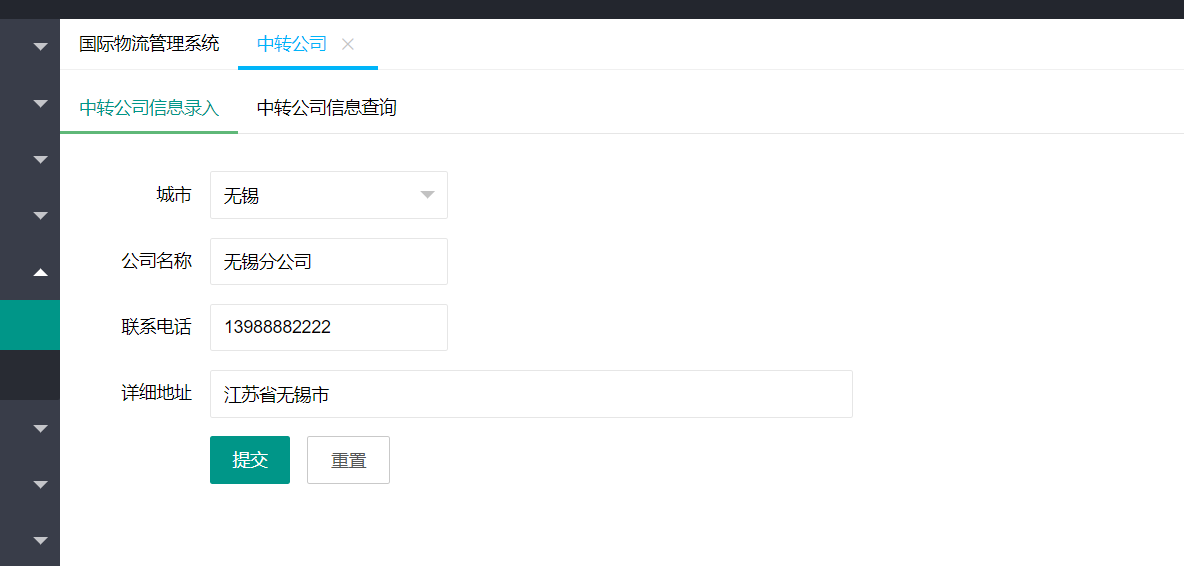 国际物流管理系统 中转公司
中转公司信息录入 中转公司信息查询
城市 无锡
公司名称 无锡分公司
联系电话 13988882222
详细地址 江苏省无锡市
提交 重置